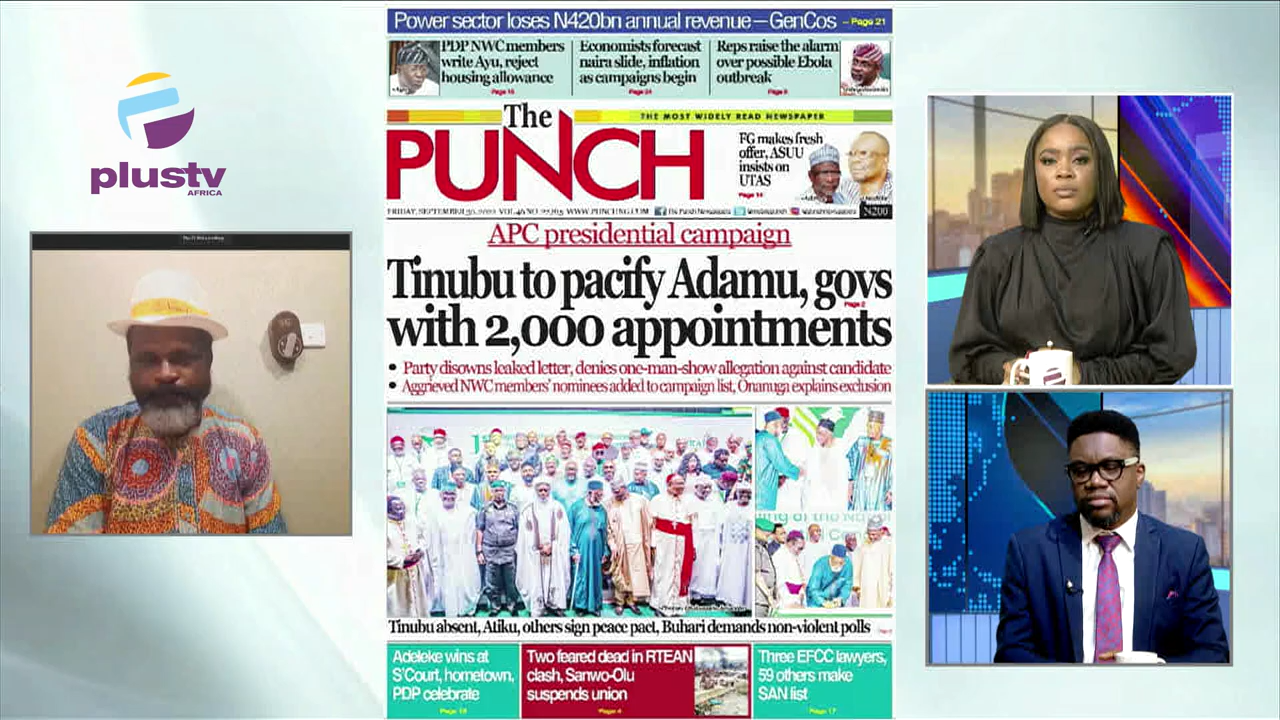 plustv
AFRICA
Power sector loses N420bn annual revenue – GenCos – Page 21
PDP NWC members
write Ayu, reject
housing allowance
Economists forecast
naira slide, inflation
as campaigns begin
Reps raise the alarm
over possible Ebola
outbreak
The
PUNCH
THE MOST WIDELY READ NEWSPAPER
FG makes fresh
offer, ASUU
insists on
UTAS
N200
APC presidential campaign
Tinubu to pacify Adamu, govs
Page 2
with 2,000 appointments
• Party disowns leaked letter, denies one-man-show allegation against candidate
• Aggrieved NWC members' nominees added to campaign list, Onanuga explains exclusion
Tinubu absent, Atiku, others sign peace pact, Buhari demands non-violent polls
Adeleke wins at
S'Court, hometown,
PDP celebrate
Two feared dead in RTEAN
clash, Sanwo-Olu
suspends union
Page 4
Three EFCC lawyers,
59 others make
SAN list
Page 17